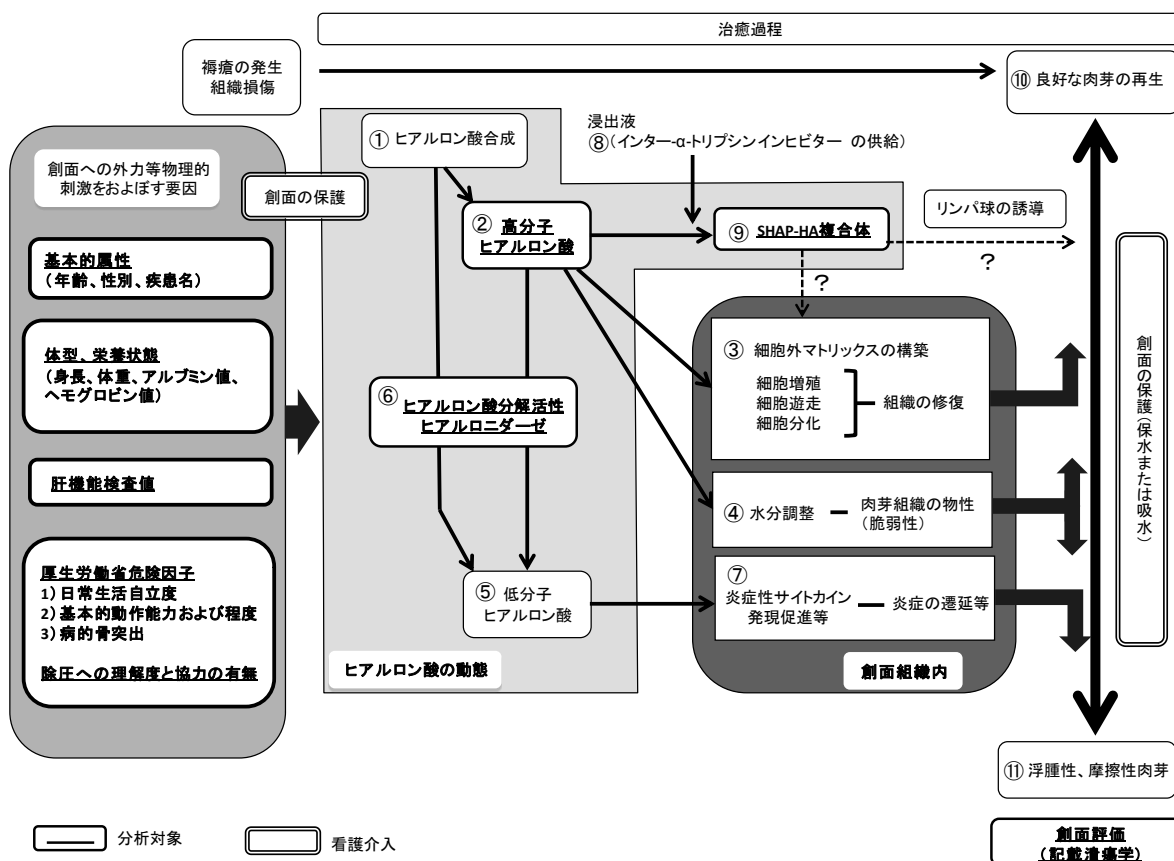 治癒過程
褥瘡の発生
組織損傷
⑩ 良好な肉芽の再生
創面への外力等物理的
刺激をおよぼす要因
創面の保護
基本的属性
(年齢、性別、疾患名)
体型、栄養状態
(身長、体重、アルブミン値、
ヘモグロビン値)
肝機能検査値
厚生労働省危険因子
1)日常生活自立度
2)基本的動作能力および程度
3)病的骨突出
除圧への理解度と協力の有無
① ヒアルロン酸合成
② 高分子
ヒアルロン酸
浸出液
⑧(インター-α-トリプシンインヒビター の供給)
⑨ SHAP-HA複合体
リンパ球の誘導
?
?
⑥ ヒアルロン酸分解活性
ヒアルロニダーゼ
⑤ 低分子
ヒアルロン酸
ヒアルロン酸の動態
③ 細胞外マトリックスの構築
細胞増殖
細胞遊走
細胞分化
組織の修復
④ 水分調整
肉芽組織の物性
(脆弱性)
⑦
炎症性サイトカイン
発現促進等
炎症の遷延等
創面組織内
創面の保護(保水または吸水)
⑪ 浮腫性、摩擦性肉芽
分析対象
看護介入
創面評価
(記載潰瘍学)